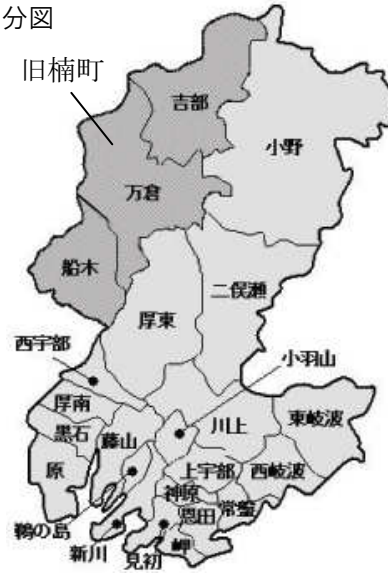 分図
旧楠町
吉部
小野
万倉
船木
二俣瀬
厚東
西宇部
小羽山
厚南
川上
東岐波
黒石
藤山
原
上宇部
西岐波
神原
恩田
常盤
鵜の島
新川
見初
岬